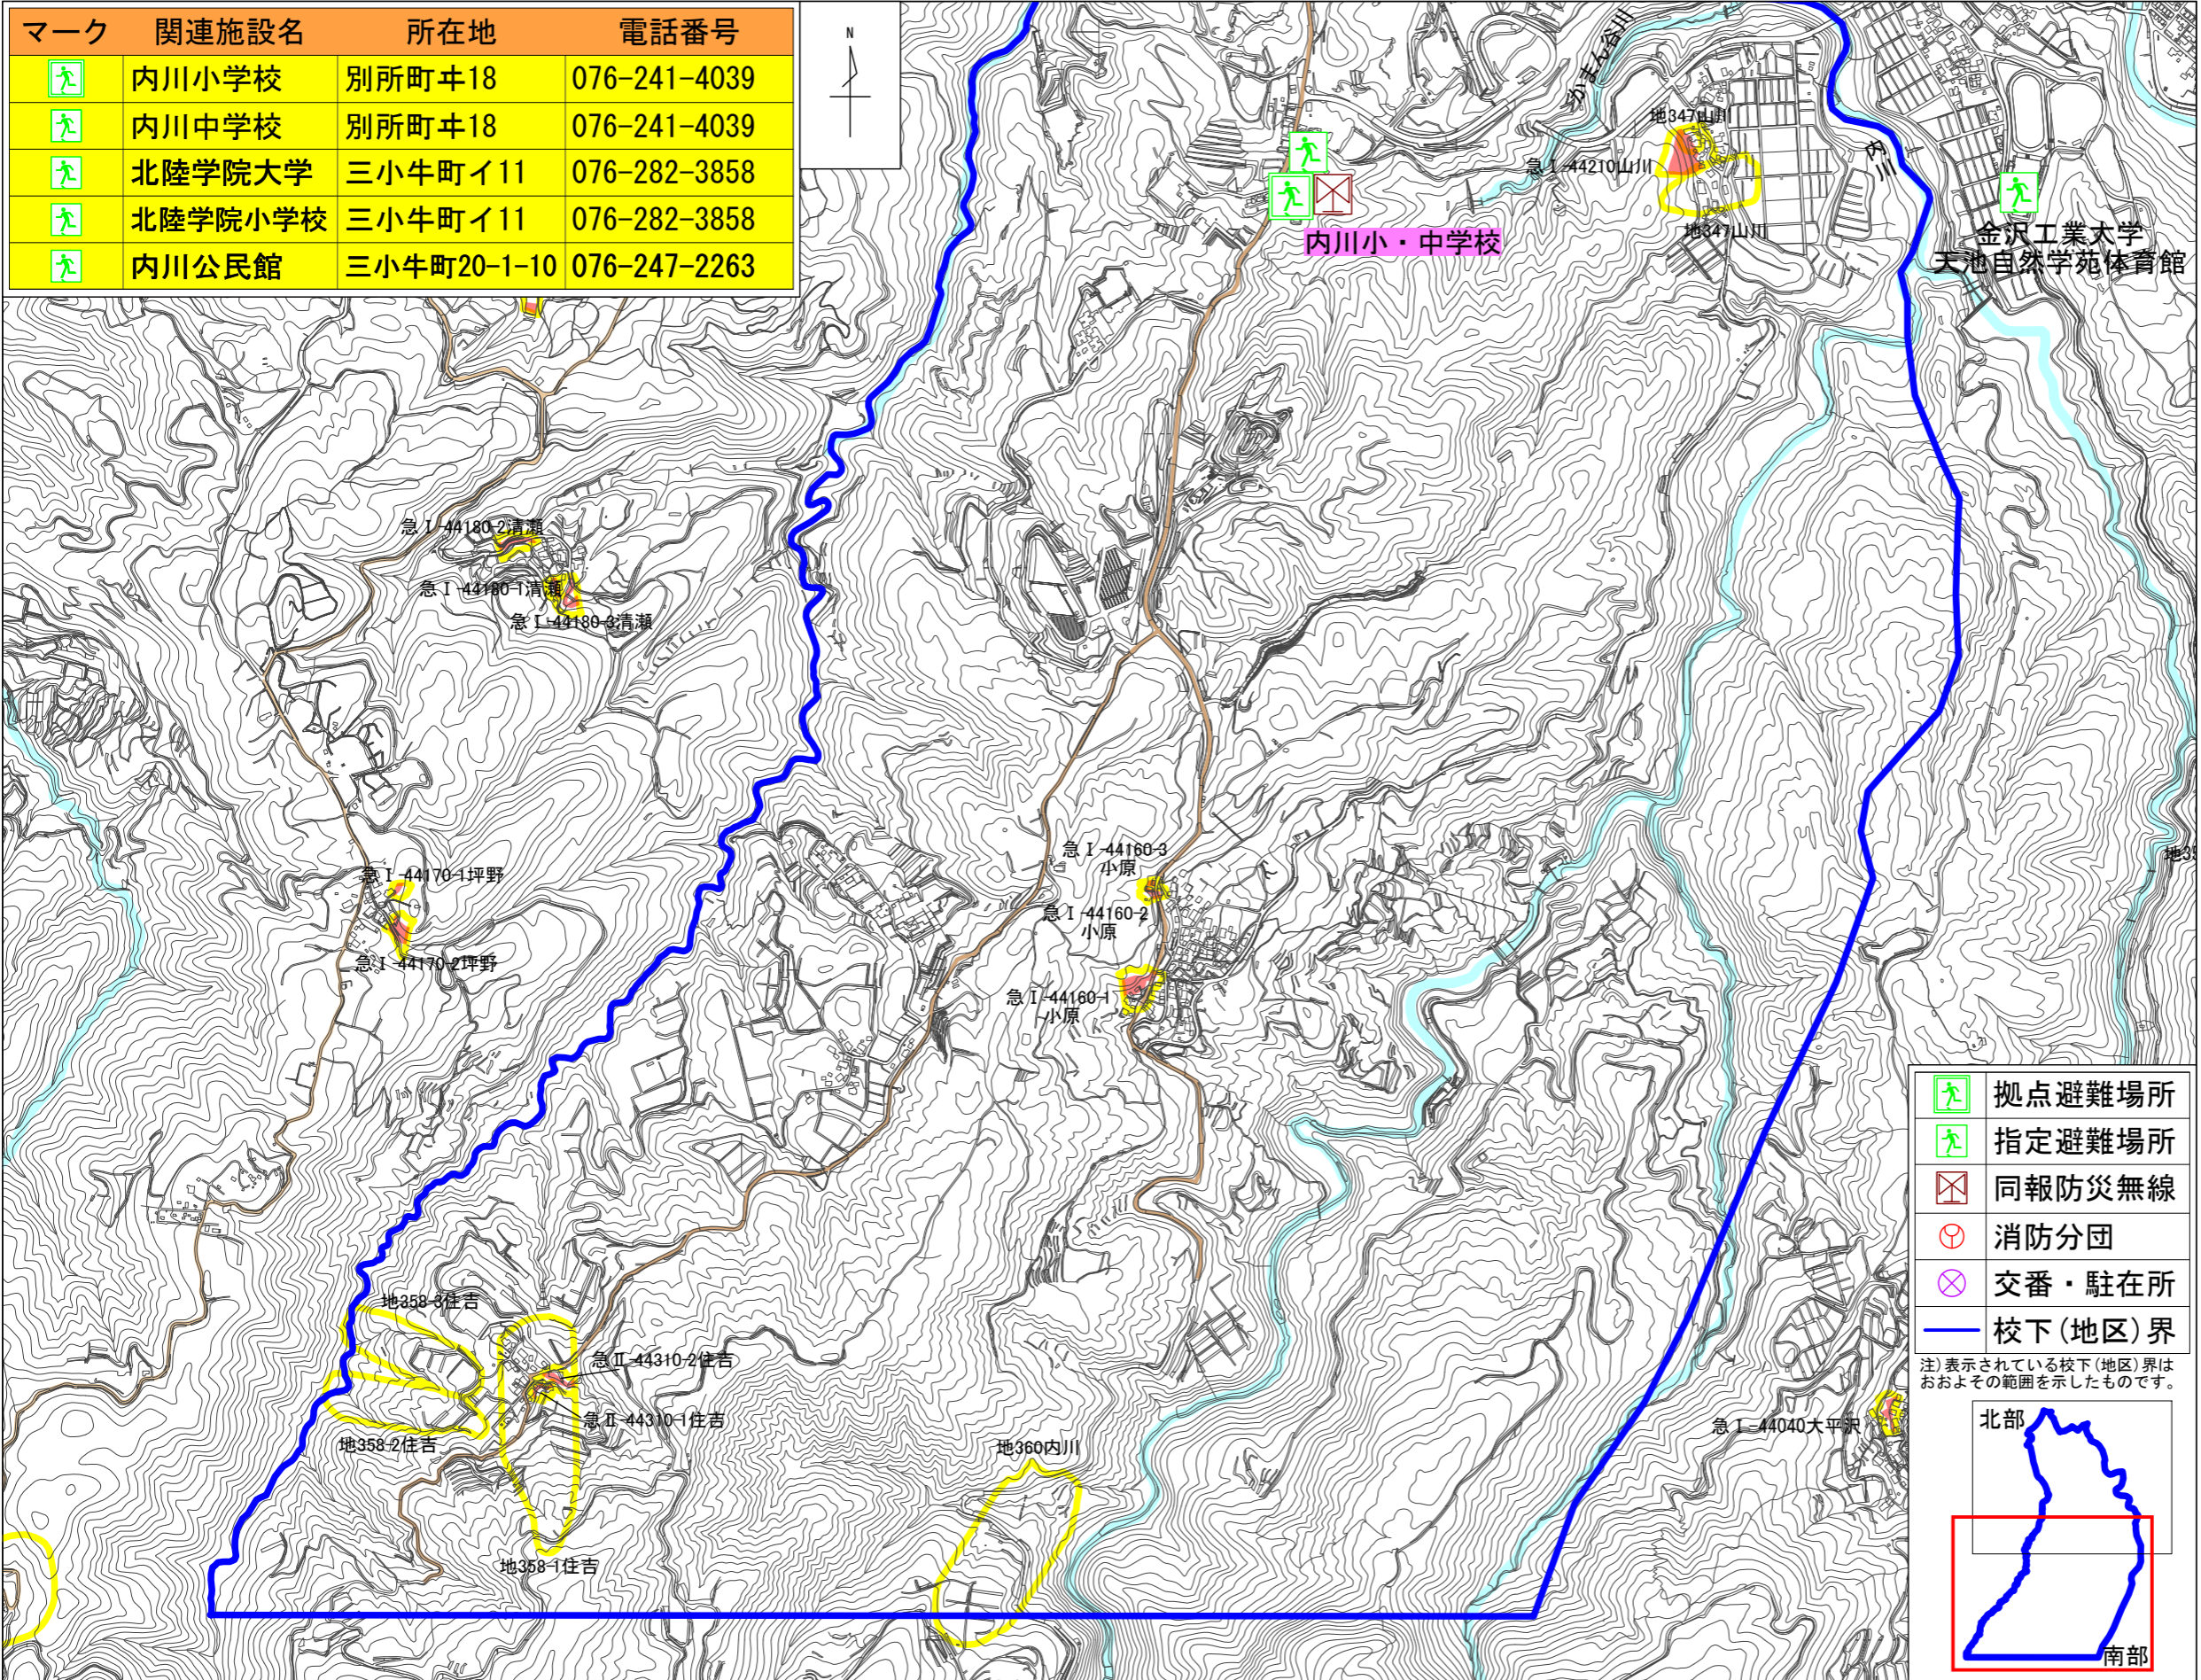 マーク 関連施設名 所在地 電話番号
内川小学校 別所町ヰ18 076-241-4039
内川中学校 別所町ヰ18 076-241-4039
北陸学院大学 三小牛町イ11 076-282-3858
北陸学院小学校 三小牛町イ11 076-282-3858
内川公民館 三小牛町20-1-10 076-247-2263
N
がまん谷川
地347山川
急Ⅰ-44210山川
地347山川
内川
内川小・中学校
金沢工業大学
天池自然学苑体育館
急Ⅰ-44180-2清瀬
急Ⅰ-44180-1清瀬
急Ⅰ-44180-3清瀬
急Ⅰ-44160-3
小原
急Ⅰ-44160-2
小原
急Ⅰ-44160-1
小原
急Ⅰ-44170-1坪野
急Ⅰ-44170-2坪野
地358-3住吉
急Ⅱ-44310-2住吉
急Ⅱ-44310-1住吉
地358-2住吉
地358-1住吉
地360内川
急Ⅰ-44040大平沢
拠点避難場所
指定避難場所
同報防災無線
消防分団
交番・駐在所
校下(地区)界
注)表示されている校下(地区)界は
おおよその範囲を示したものです。
北部
南部